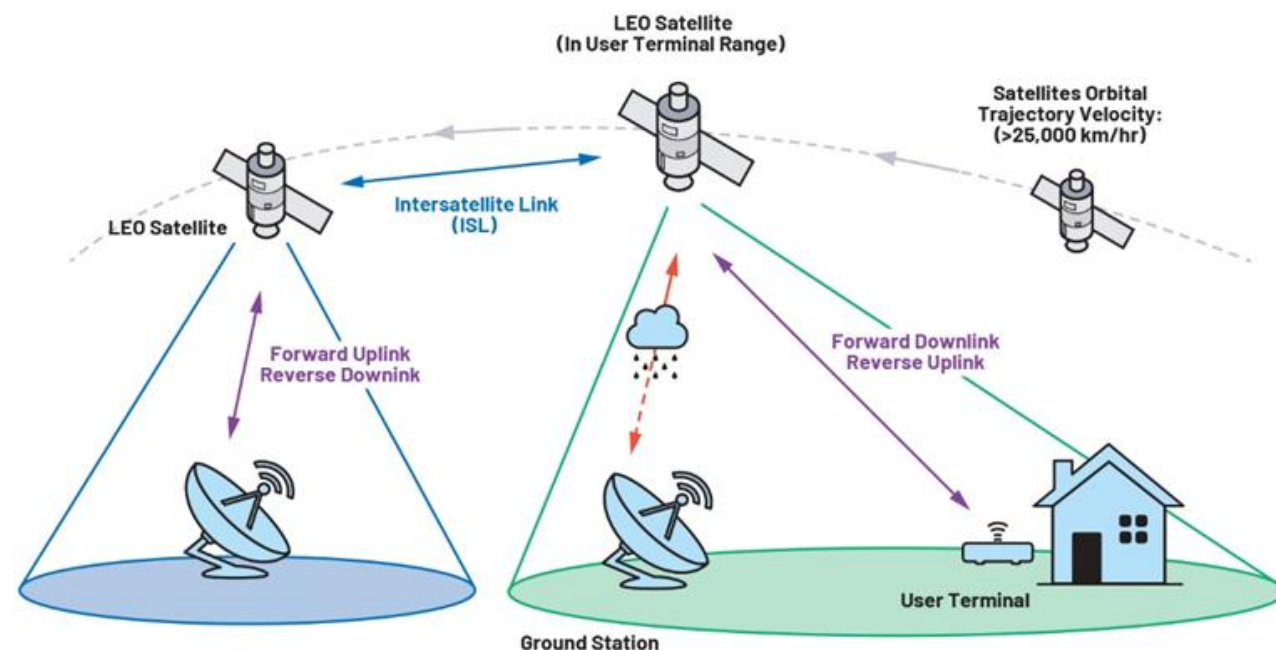 LEO Satellite
(In User Terminal Range)
Satellites Orbital
Trajectory Velocity:
(>25,000 km/hr)
Intersatellite Link
(ISL)
LEO Satellite
Forward Uplink
Reverse Downink
Forward Downlink
Reverse Uplink
User Terminal
Ground Station